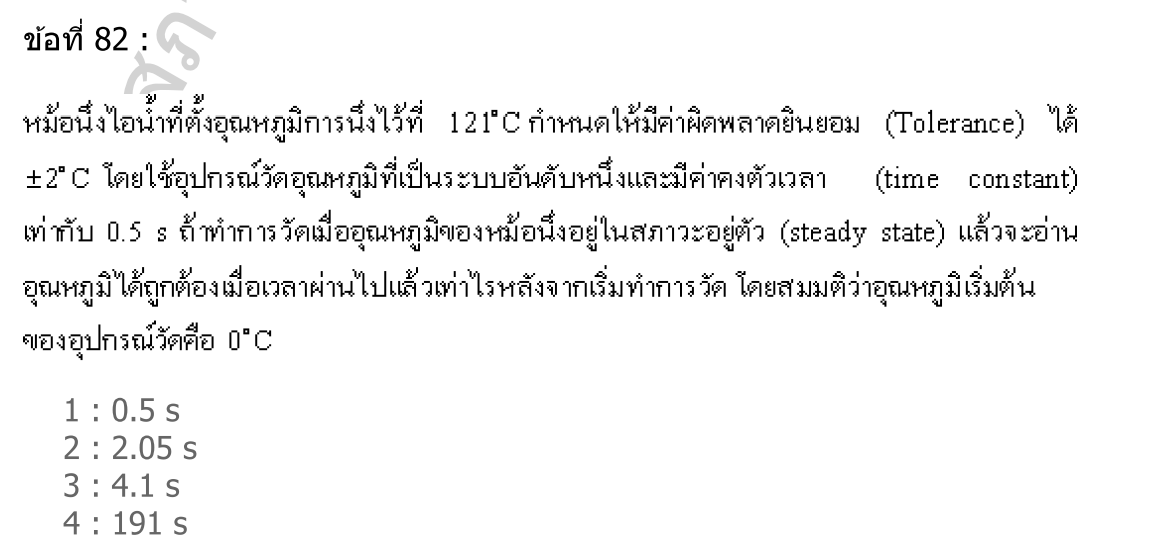 ข้อที่ 82 :
สภา
หม้อนึ่งไอน้ำที่ตั้งอุณหภูมิการนึ่งไว้ที่ 121°C กำหนดให้มีค่าผิดพลาดยินยอม (Tolerance) ได้
±2°C โดยใช้อุปกรณ์วัดอุณหภูมิที่เป็นระบบอันดับหนึ่งและมีค่าคงตัวเวลา (time constant)
เท่ากับ 0.5 s ถ้าทำการวัดเมื่ออุณหภูมิของหม้อนึ่งอยู่ในสภาวะอยู่ตัว (steady state) แล้วจะอ่าน
อุณหภูมิได้ถูกต้องเมื่อเวลาผ่านไปแล้วเท่าไรหลังจากเริ่มทำการวัด โดยสมมติว่าอุณหภูมิเริ่มต้น
ของอุปกรณ์วัดคือ 0°C
1 : 0.5 s
2 : 2.05 s
3 : 4.1 s
4 : 191 s